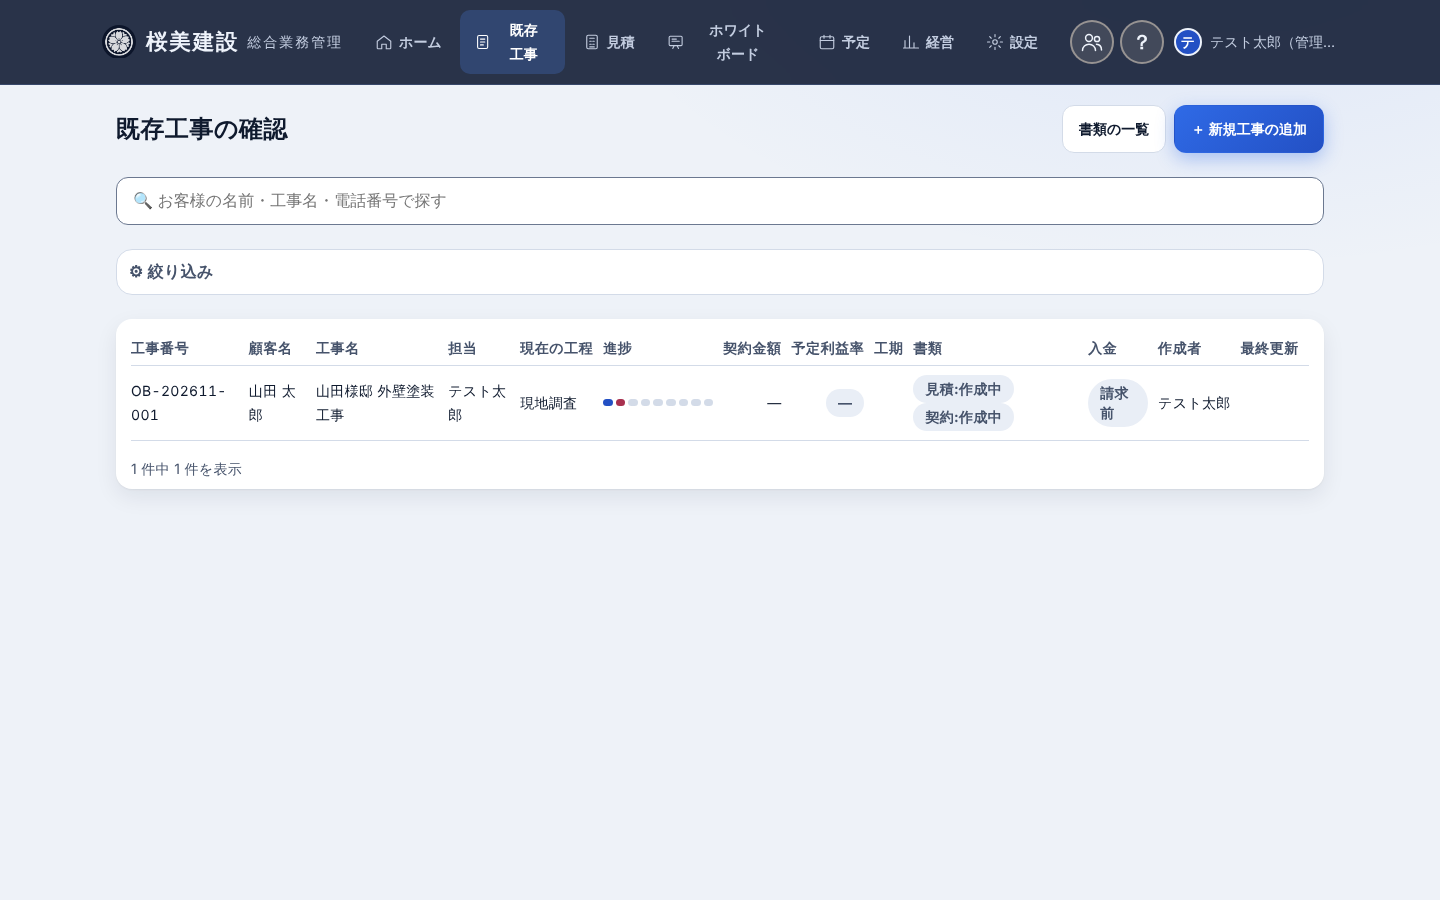 桜美建設 総合業務管理 ホーム 既存 見積 ホワイト 予定 経営 設定 ? テ テスト太郎（管理...
工事 ボード
既存工事の確認 書類の一覧 + 新規工事の追加
🔍 お客様の名前・工事名・電話番号で探す
⚙ 絞り込み
工事番号 顧客名 工事名 担当 現在の工程 進捗 契約金額 予定利益率 工期 書類 入金 作成者 最終更新
OB-202611- 山田 太 山田様邸 外壁塗装 テスト太 現地調査 — — 見積:作成中 請求 テスト太郎
001 郎 工事 郎 契約:作成中 前
1 件中 1 件を表示